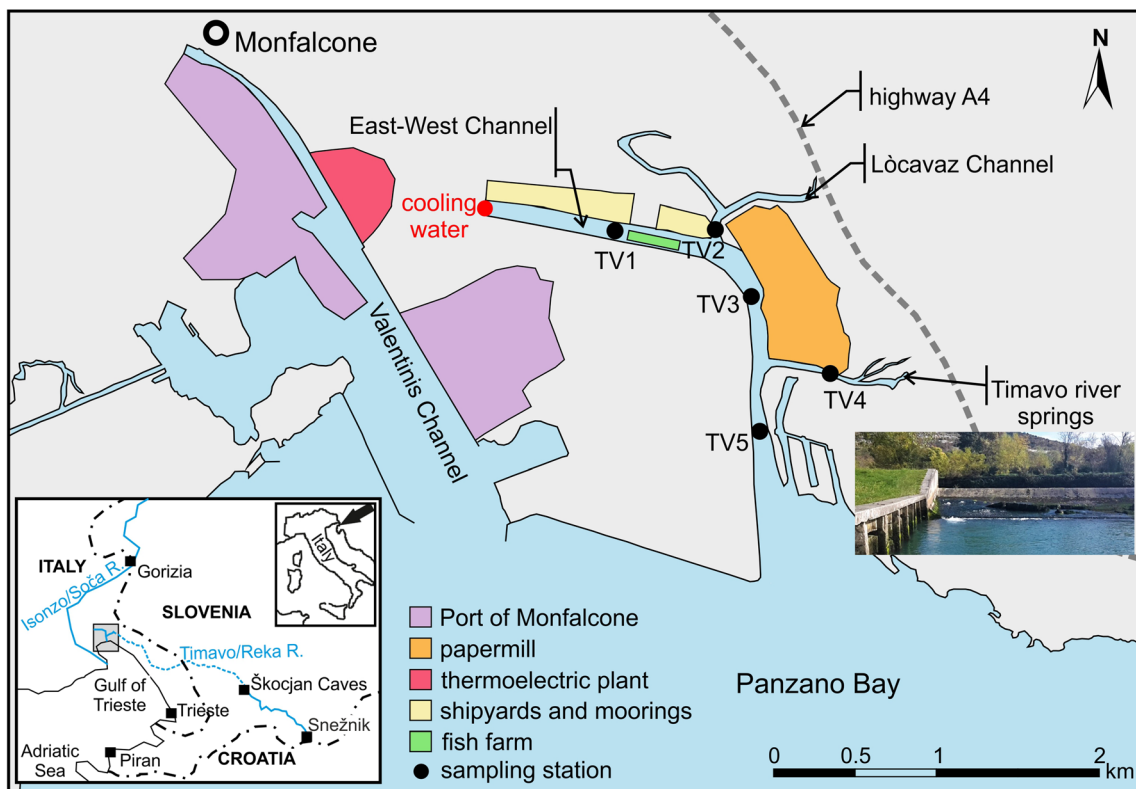 Monfalcone
N
highway A4
East-West Channel
Lòcavaz Channel
cooling
water
TV1
TV2
TV3
Valentinis Channel
TV4
Timavo river
springs
TV5
ITALY
Isonzo/Soča R.
Gorizia
Italy
SLOVENIA
Timavo/Reka R.
Gulf of
Trieste
Škocjan Caves
Trieste
Snežnik
Adriatic
Sea
Piran
CROATIA
Port of Monfalcone
papermill
thermoelectric plant
shipyards and moorings
fish farm
sampling station
Panzano Bay
0 0.5 1 2
km